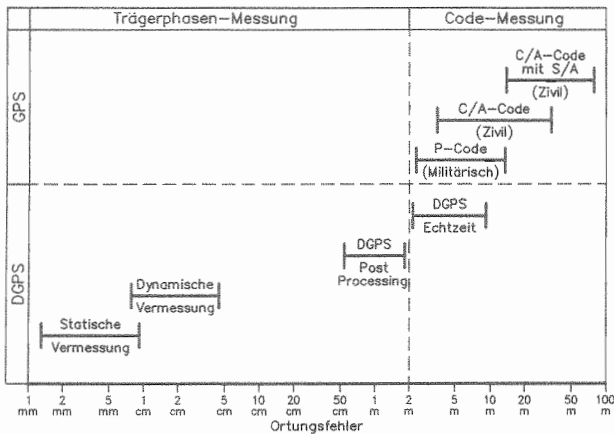 Trägerphasen-Messung
Code-Messung
GPS
C/A-Code
mit S/A
(Zivil)
C/A-Code
(Zivil)
P-Code
(Militärisch)
DGPS
DGPS
Echtzeit
DGPS
Post
Processing
Dynamische
Vermessung
Statische
Vermessung
1 2 5 1 2 5 10 20 50 1 2 5 10 20 50 100
mm mm mm cm cm cm cm cm cm m m m m m m m
Ortungsfehler